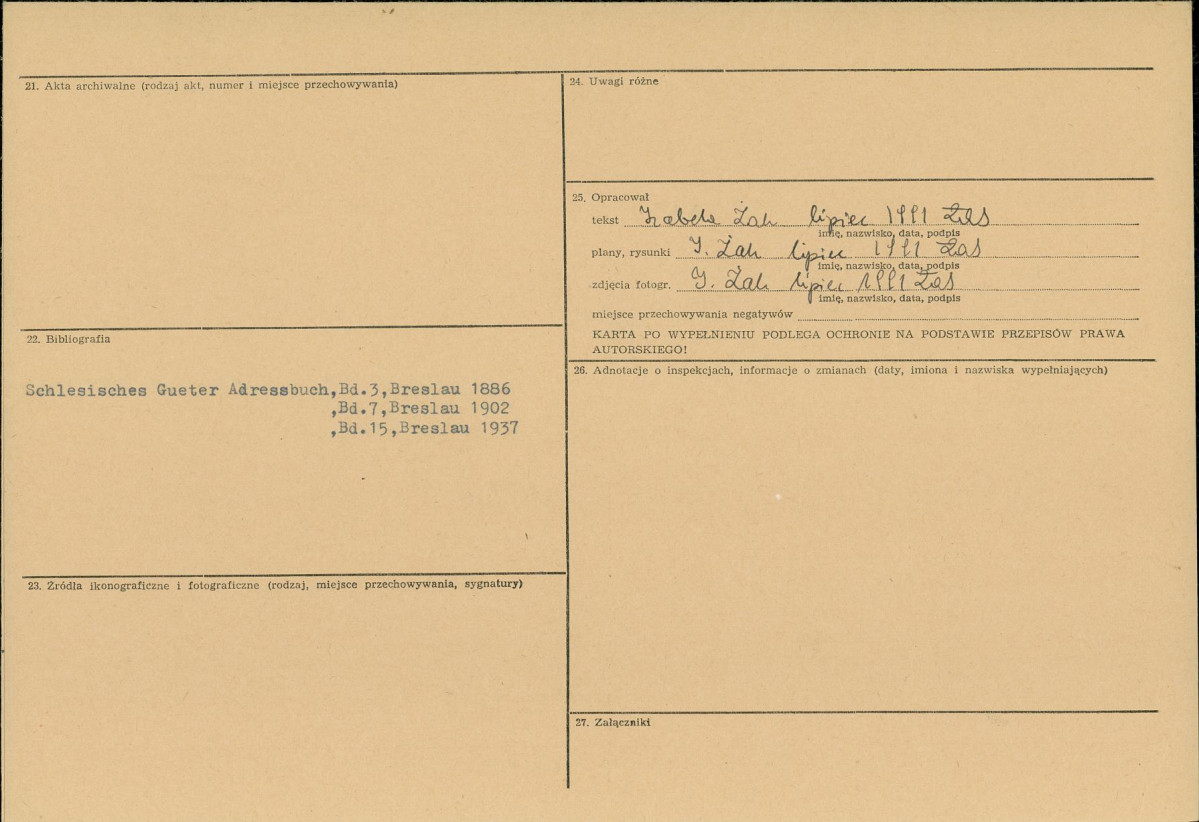 21. Akta archiwalne (rodzaj akt, numer i miejsce przechowywania)
22. Bibliografia
Schlesisches Gueter Adressbuch,Bd.3,Breslau 1886
,Bd.7,Breslau 1902
,Bd.15,Breslau 1937
23. Źródła ikonograficzne i fotograficzne (rodzaj, miejsce przechowywania, sygnatury)
24. Uwagi różne
25. Opracował
tekst Izabela Żak lipiec 1991
imię, nazwisko, data, podpis
plany, rysunki I. Żak lipiec 1991
imię, nazwisko, data, podpis
zdjęcia fotogr. I. Żak lipiec 1991
imię, nazwisko, data, podpis
miejsce przechowywania negatywów
KARTA PO WYPEŁNIENIU PODLEGA OCHRONIE NA PODSTAWIE PRZEPISÓW PRAWA
AUTORSKIEGO!
26. Adnotacje o inspekcjach, informacje o zmianach (daty, imiona i nazwiska wypełniających)
27. Załączniki